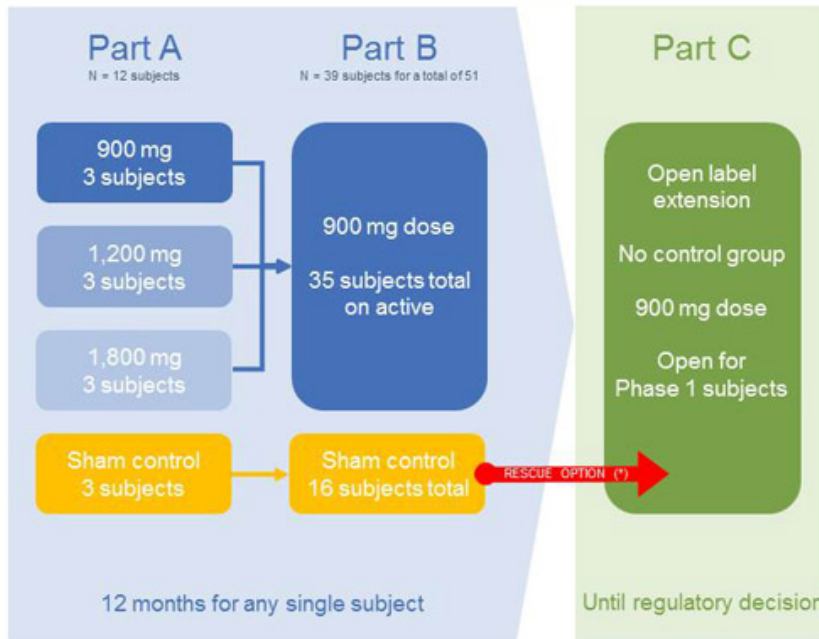 Part A
N = 12 subjects
Part B
N = 39 subjects for a total of 51
Part C
900 mg
3 subjects
1,200 mg
3 subjects
1,800 mg
3 subjects
Sham control
3 subjects
900 mg dose
35 subjects total
on active
Sham control
16 subjects total
RESCUE OPTION (*)
Open label
extension
No control group
900 mg dose
Open for
Phase 1 subjects
12 months for any single subject
Until regulatory decision